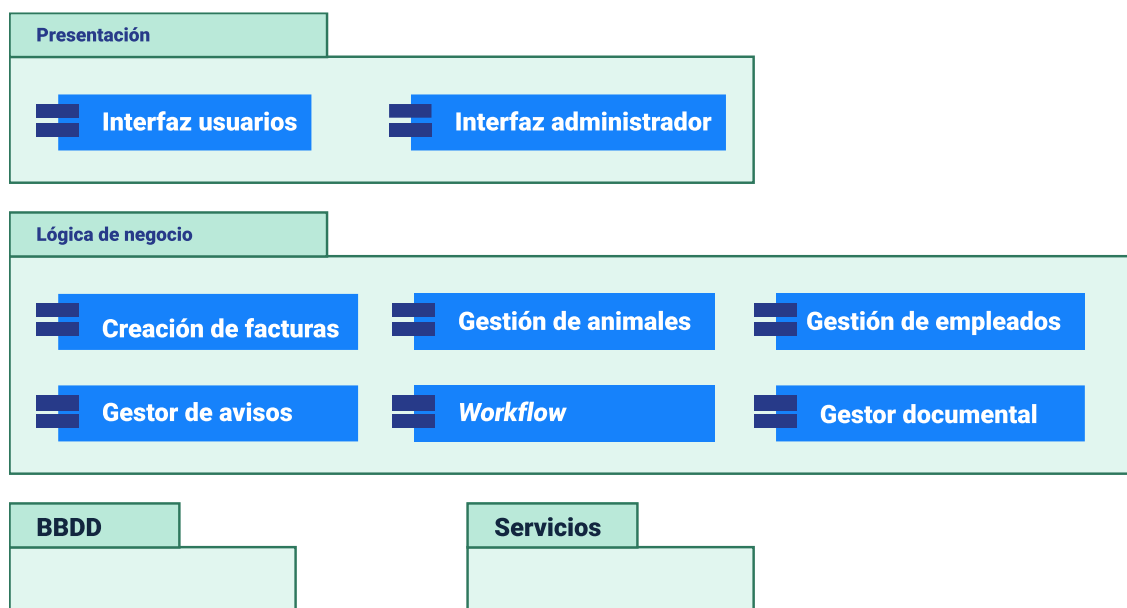 Presentación
Interfaz usuarios
Interfaz administrador
Lógica de negocio
Creación de facturas
Gestión de animales
Gestión de empleados
Gestor de avisos
Workflow
Gestor documental
BBDD
Servicios